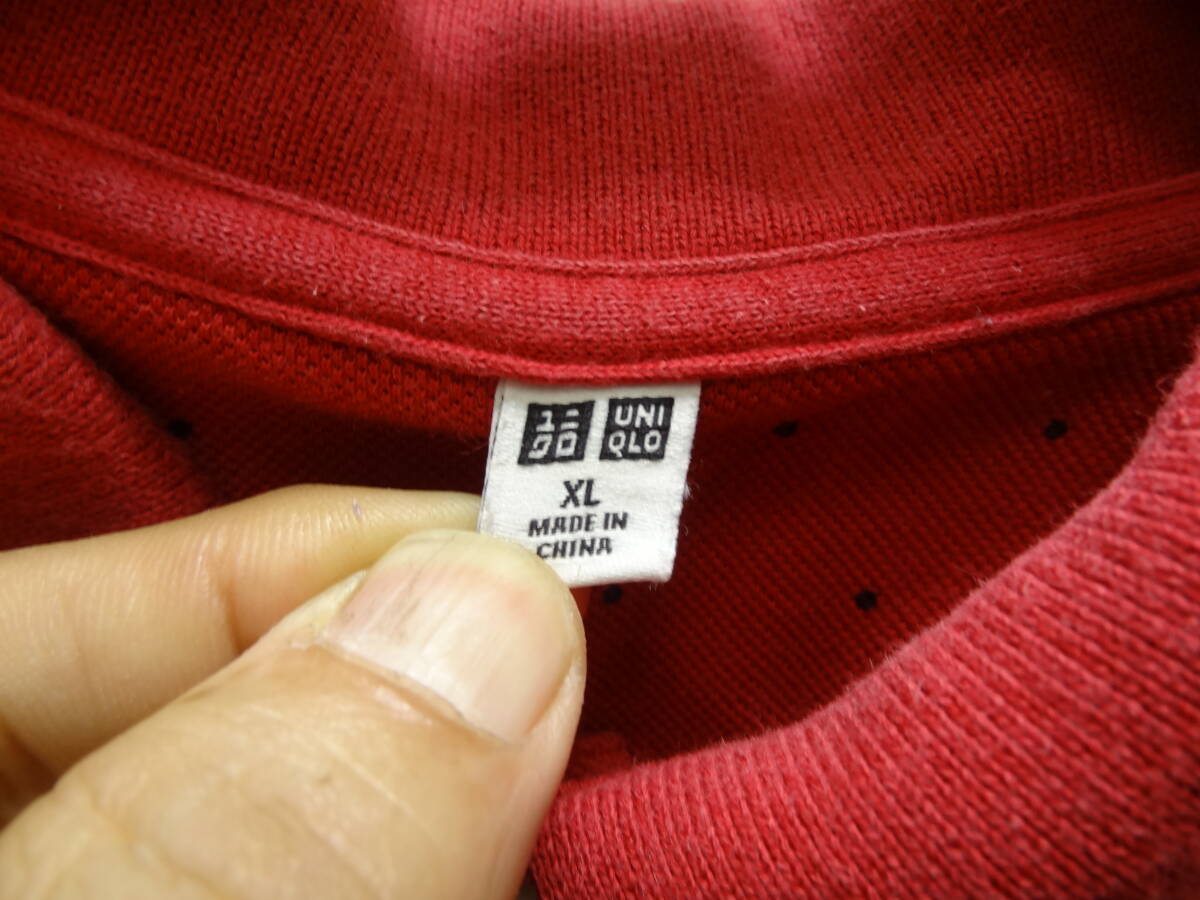 ユニ UNI
クロ QLO
XL
MADE IN
CHINA